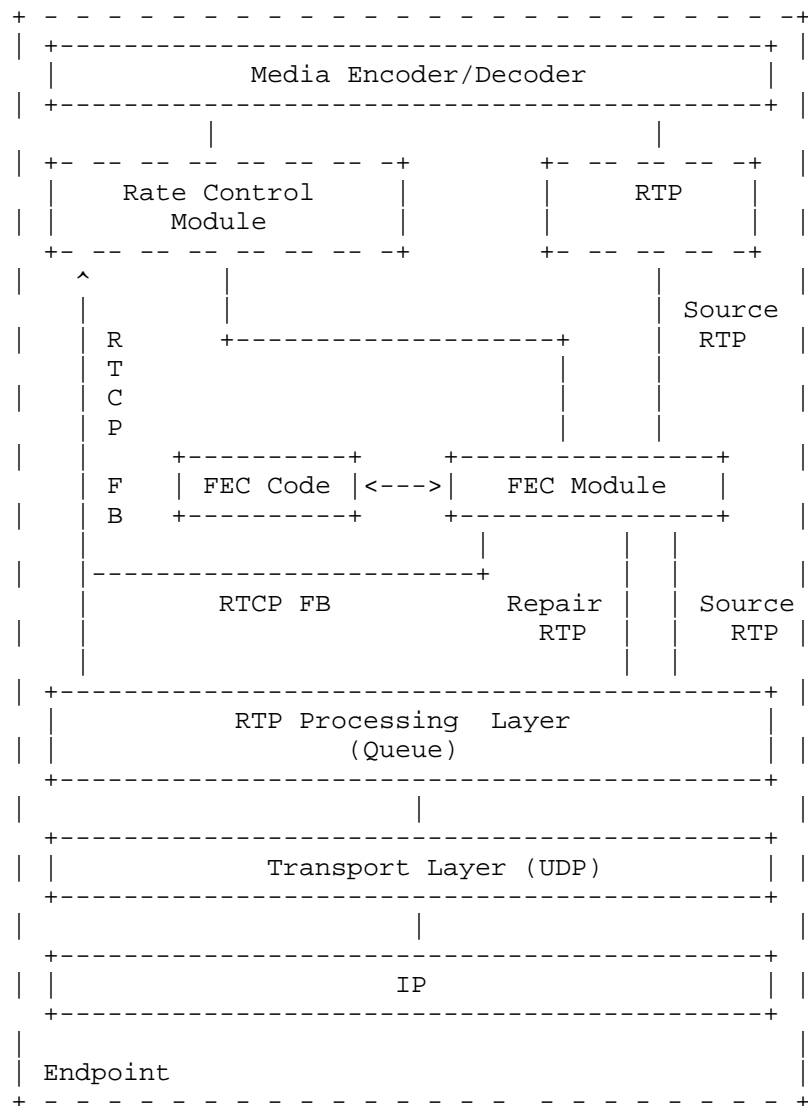 Media Encoder/Decoder
Rate Control
Module
RTP
Source
RTP
R
T
C
P
F
B
FEC Code
<--->
FEC Module
RTCP FB
Repair
RTP
Source
RTP
RTP Processing Layer
(Queue)
Transport Layer (UDP)
IP
Endpoint